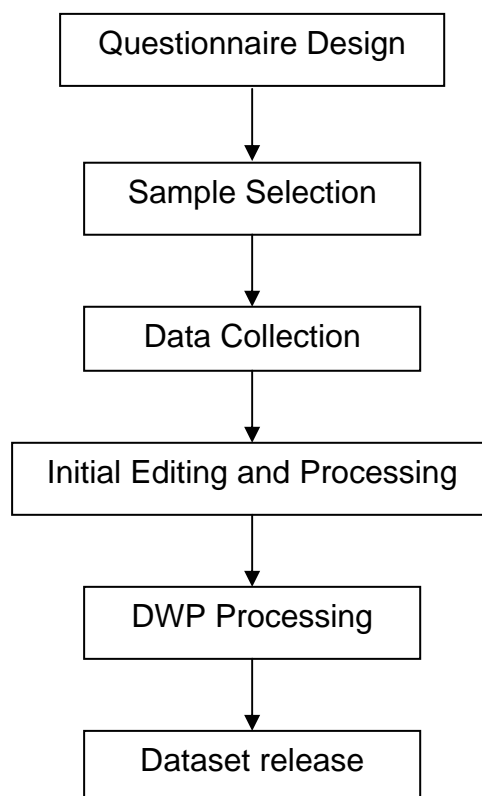 Questionnaire Design
Sample Selection
Data Collection
Initial Editing and Processing
DWP Processing
Dataset release